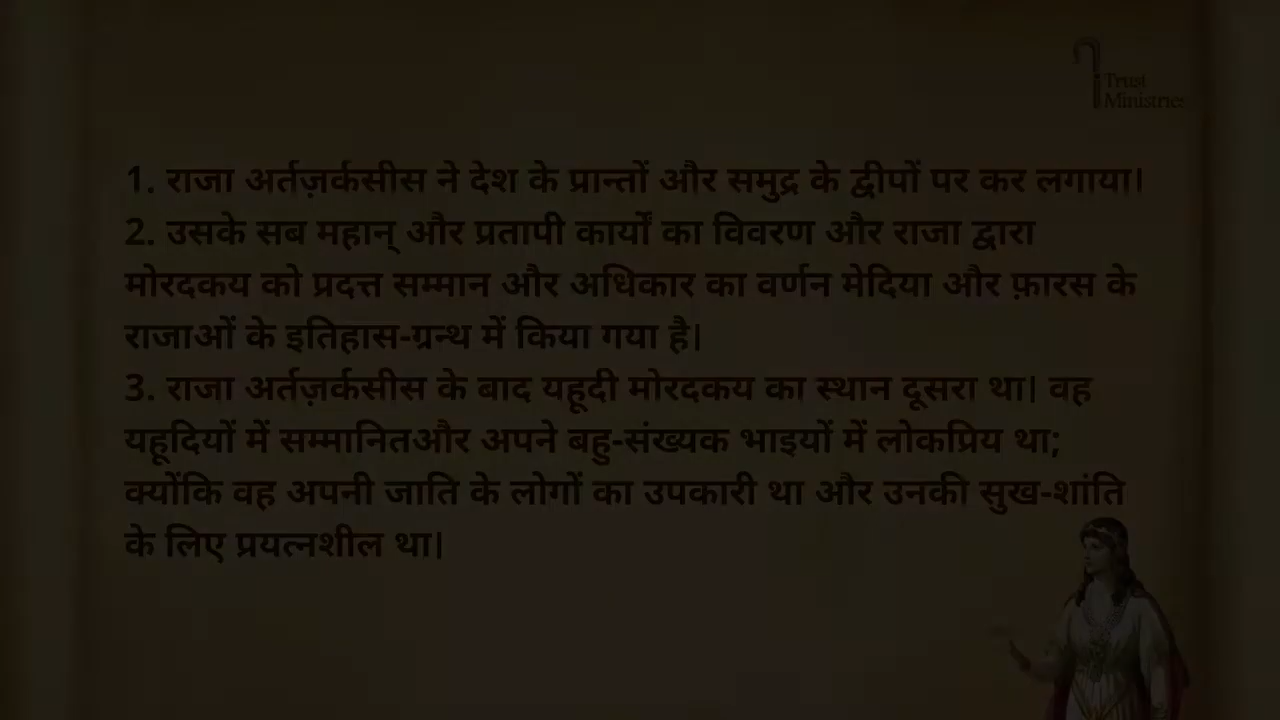 Trust
Ministries
1. राजा अर्तज़र्कसीस ने देश के प्रान्तों और समुद्र के द्वीपों पर कर लगाया।
2. उसके सब महान् और प्रतापी कार्यों का विवरण और राजा द्वारा
मोरदकय को प्रदत्त सम्मान और अधिकार का वर्णन मेदिया और फ़ारस के
राजाओं के इतिहास-ग्रन्थ में किया गया है।
3. राजा अर्तज़र्कसीस के बाद यहूदी मोरदकय का स्थान दूसरा था। वह
यहूदियों में सम्मानितऔर अपने बहु-संख्यक भाइयों में लोकप्रिय था;
क्योंकि वह अपनी जाति के लोगों का उपकारी था और उनकी सुख-शांति
के लिए प्रयत्नशील था।